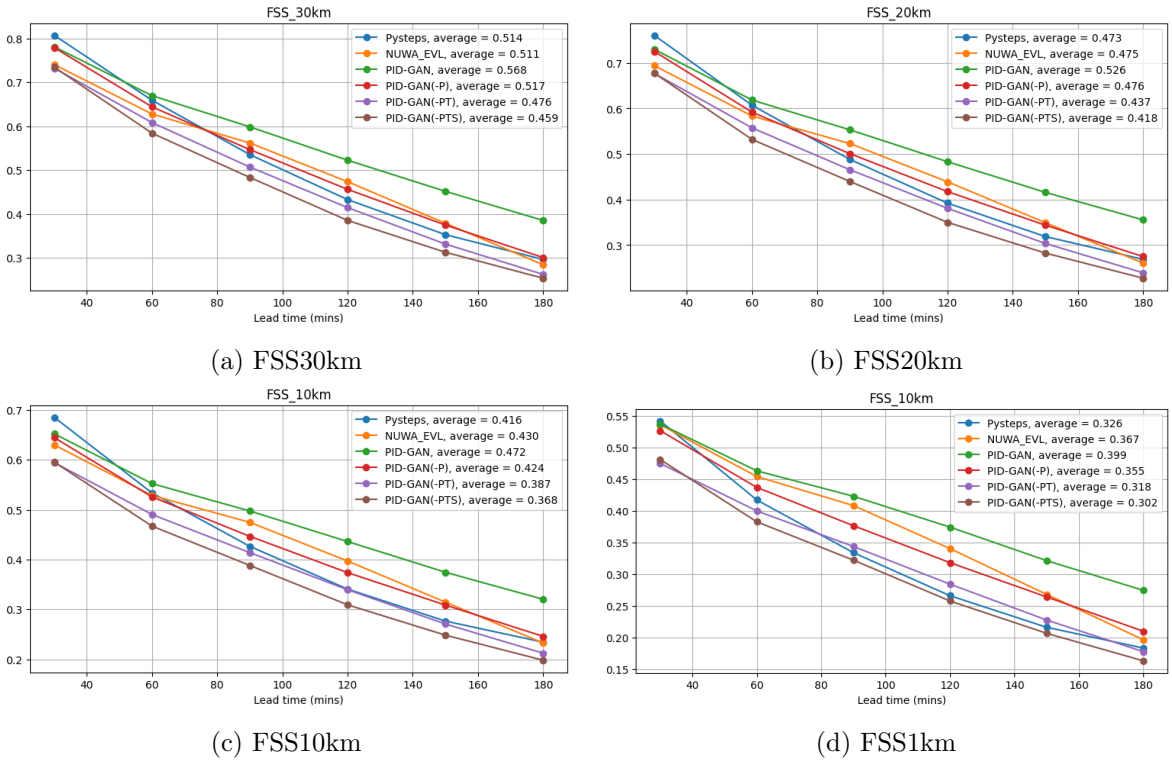 FSS_30km
0.8
0.7
0.6
0.5
0.4
0.3
Pysteps, average = 0.514
NUWA_EVL, average = 0.511
PID-GAN, average = 0.568
PID-GAN(-P), average = 0.517
PID-GAN(-PT), average = 0.476
PID-GAN(-PTS), average = 0.459
40 60 80 100 120 140 160 180
Lead time (mins)
(a) FSS30km
FSS_20km
0.7
0.6
0.5
0.4
0.3
Pysteps, average = 0.473
NUWA_EVL, average = 0.475
PID-GAN, average = 0.526
PID-GAN(-P), average = 0.476
PID-GAN(-PT), average = 0.437
PID-GAN(-PTS), average = 0.418
40 60 80 100 120 140 160 180
Lead time (mins)
(b) FSS20km
FSS_10km
0.7
0.6
0.5
0.4
0.3
0.2
Pysteps, average = 0.416
NUWA_EVL, average = 0.430
PID-GAN, average = 0.472
PID-GAN(-P), average = 0.424
PID-GAN(-PT), average = 0.387
PID-GAN(-PTS), average = 0.368
40 60 80 100 120 140 160 180
Lead time (mins)
(c) FSS10km
FSS_10km
0.55
0.50
0.45
0.40
0.35
0.30
0.25
0.20
0.15
Pysteps, average = 0.326
NUWA_EVL, average = 0.367
PID-GAN, average = 0.399
PID-GAN(-P), average = 0.355
PID-GAN(-PT), average = 0.318
PID-GAN(-PTS), average = 0.302
40 60 80 100 120 140 160 180
Lead time (mins)
(d) FSS1km